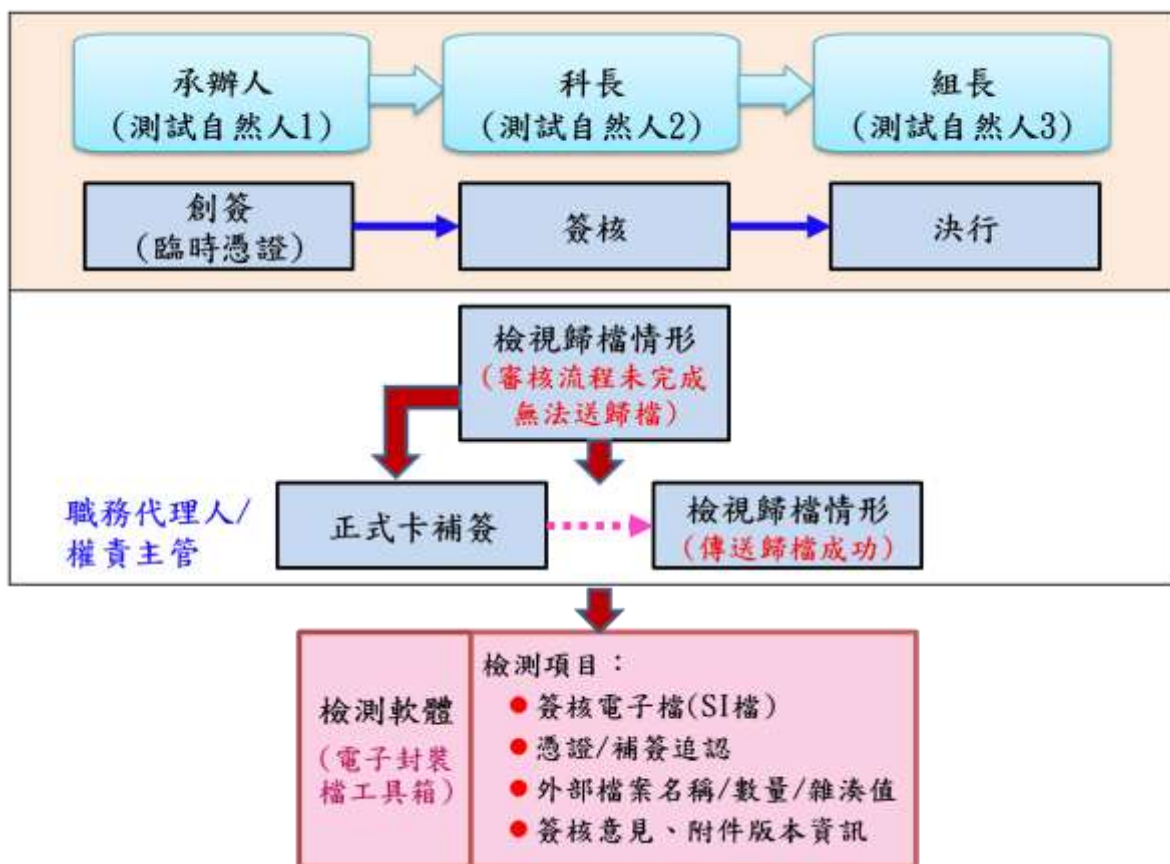 承辦人
(測試自然人1)
科長
(測試自然人2)
組長
(測試自然人3)
創簽
(臨時憑證)
簽核
決行
檢視歸檔情形
(審核流程未完成
無法送歸檔)
職務代理人/
權責主管
正式卡補簽
檢視歸檔情形
(傳送歸檔成功)
檢測軟體
(電子封裝
檔工具箱)
檢測項目：
●簽核電子檔(SI檔)
●憑證/補簽追認
●外部檔案名稱/數量/雜湊值
●簽核意見、附件版本資訊